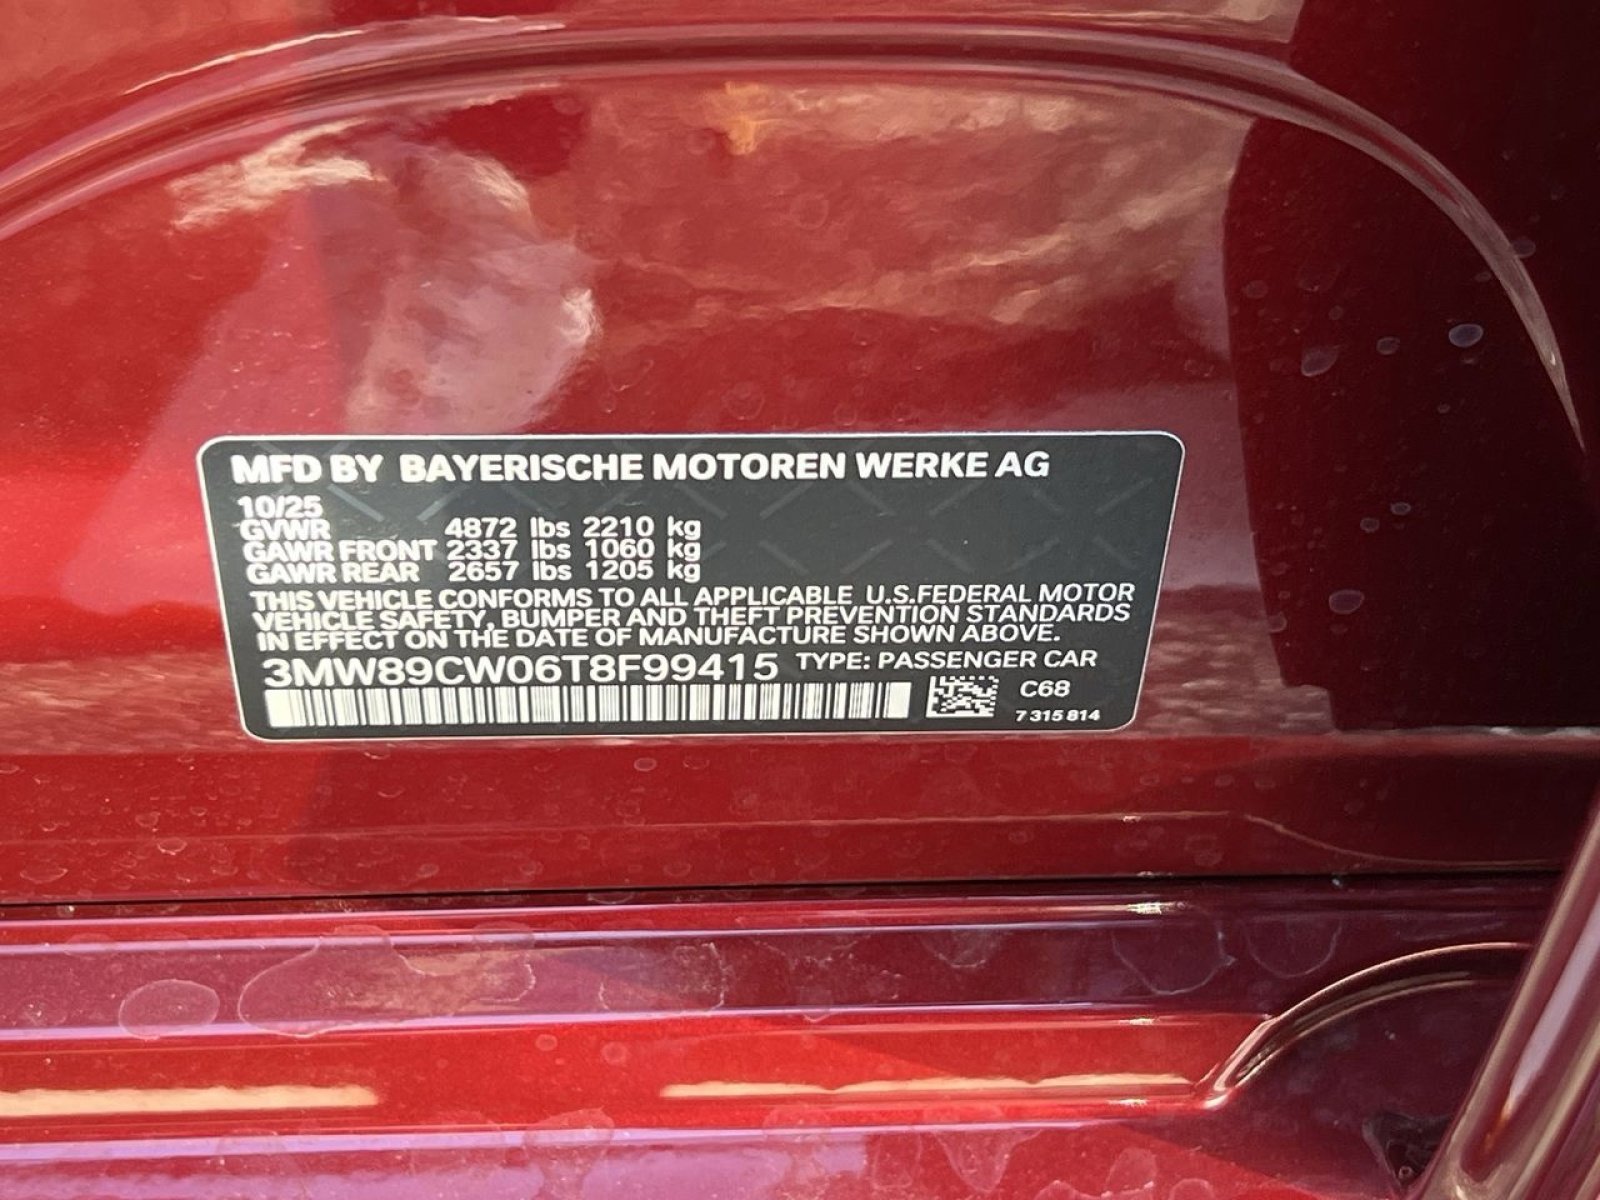 MFD BY BAYERISCHE MOTOREN WERKE AG
10/25
GVWR 4872 lbs 2210 kg
GAWR FRONT 2337 lbs 1060 kg
GAWR REAR 2657 lbs 1205 kg
THIS VEHICLE CONFORMS TO ALL APPLICABLE U.S.FEDERAL MOTOR
VEHICLE SAFETY, BUMPER AND THEFT PREVENTION STANDARDS
IN EFFECT ON THE DATE OF MANUFACTURE SHOWN ABOVE.
3MW89CW06T8F99415 TYPE: PASSENGER CAR
C68
7 315 814